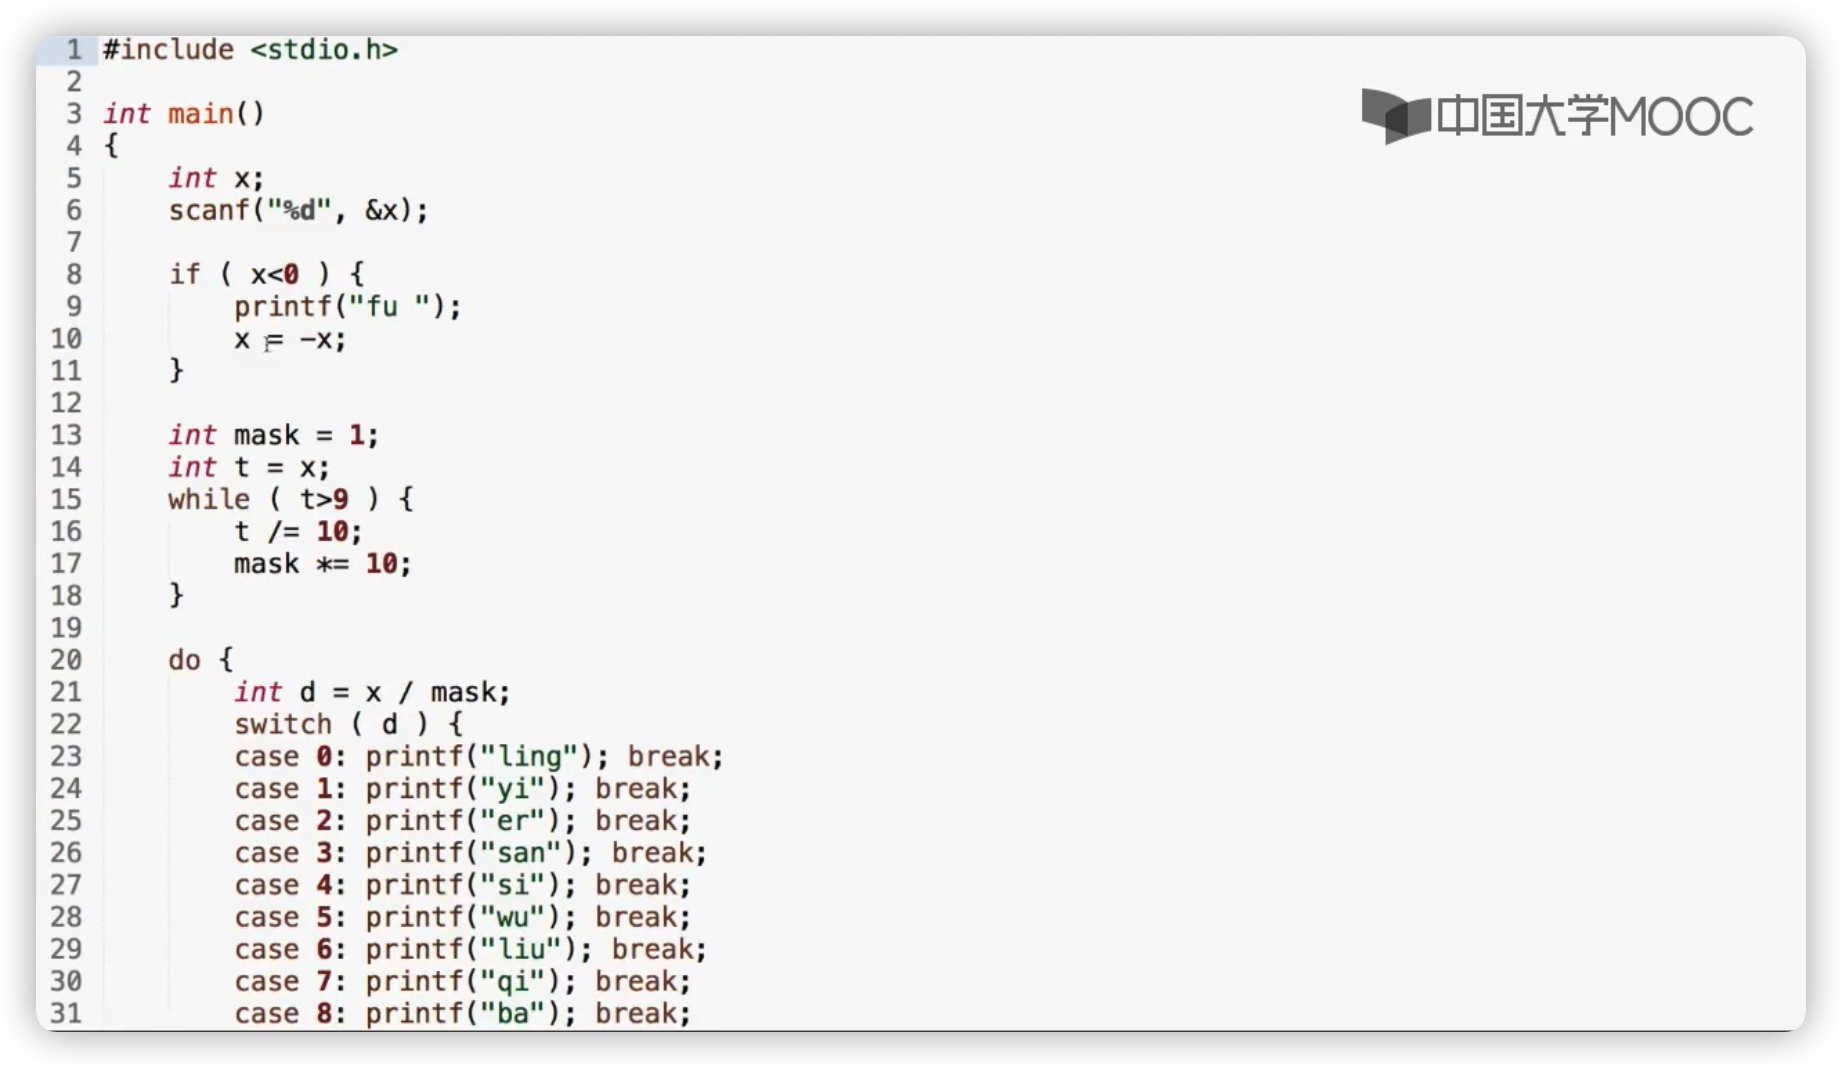 1 #include <stdio.h>
2
3 int main()
4 {
5     int x;
6     scanf("%d", &x);
7
8     if ( x<0 ) {
9         printf("fu ");
10         x = -x;
11     }
12
13     int mask = 1;
14     int t = x;
15     while ( t>9 ) {
16         t /= 10;
17         mask *= 10;
18     }
19
20     do {
21         int d = x / mask;
22         switch ( d ) {
23         case 0: printf("ling"); break;
24         case 1: printf("yi"); break;
25         case 2: printf("er"); break;
26         case 3: printf("san"); break;
27         case 4: printf("si"); break;
28         case 5: printf("wu"); break;
29         case 6: printf("liu"); break;
30         case 7: printf("qi"); break;
31         case 8: printf("ba"); break;
中国大学MOOC